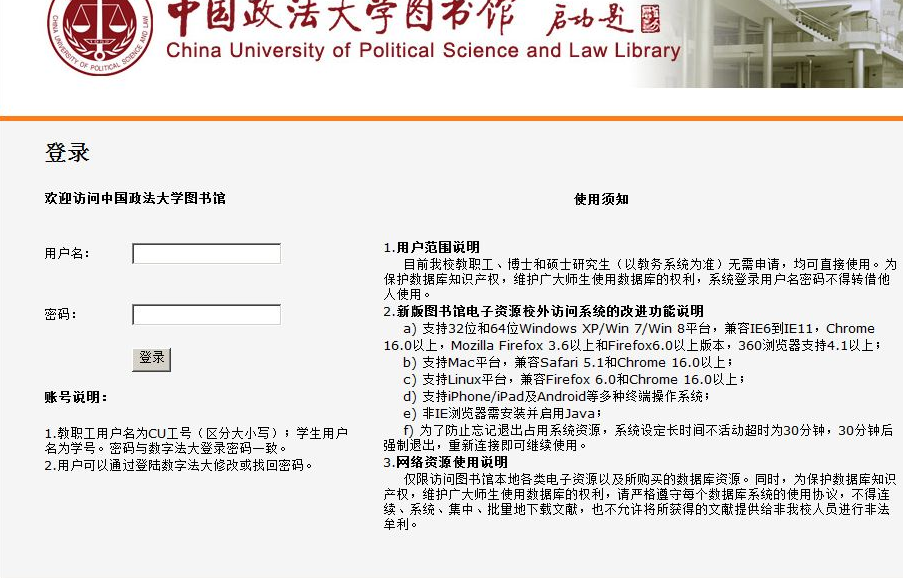 中国政法大学图书馆 启功题
China University of Political Science and Law Library
CHINA UNIVERSITY OF POLITICAL SCIENCE AND LAW
登录
欢迎访问中国政法大学图书馆
用户名：
密码：
登录
账号说明：
1.教职工用户名为CU工号（区分大小写）；学生用户
名为学号。密码与数字法大登录密码一致。
2.用户可以通过登陆数字法大修改或找回密码。
使用须知
1.用户范围说明
目前我校教职工、博士和硕士研究生（以教务系统为准）无需申请，均可直接使用。为
保护数据库知识产权，维护广大师生使用数据库的权利，系统登录用户名密码不得转借他
人使用。
2.新版图书馆电子资源校外访问系统的改进功能说明
a) 支持32位和64位Windows XP/Win 7/Win 8平台，兼容IE6到IE11，Chrome
16.0以上，Mozilla Firefox 3.6以上和Firefox6.0以上版本，360浏览器支持4.1以上；
b) 支持Mac平台，兼容Safari 5.1和Chrome 16.0以上；
c) 支持Linux平台，兼容Firefox 6.0和Chrome 16.0以上；
d) 支持iPhone/iPad及Android等多种终端操作系统；
e) 非IE浏览器需安装并启用Java；
f) 为了防止忘记退出占用系统资源，系统设定长时间不活动超时为30分钟，30分钟后
强制退出，重新连接即可继续使用。
3.网络资源使用说明
仅限访问图书馆本地各类电子资源以及所购买的数据库资源。同时，为保护数据库知识
产权，维护广大师生使用数据库的权利，请严格遵守每个数据库系统的使用协议，不得连
续、系统、集中、批量地下载文献，也不允许将所获得的文献提供给非我校人员进行非法
牟利。